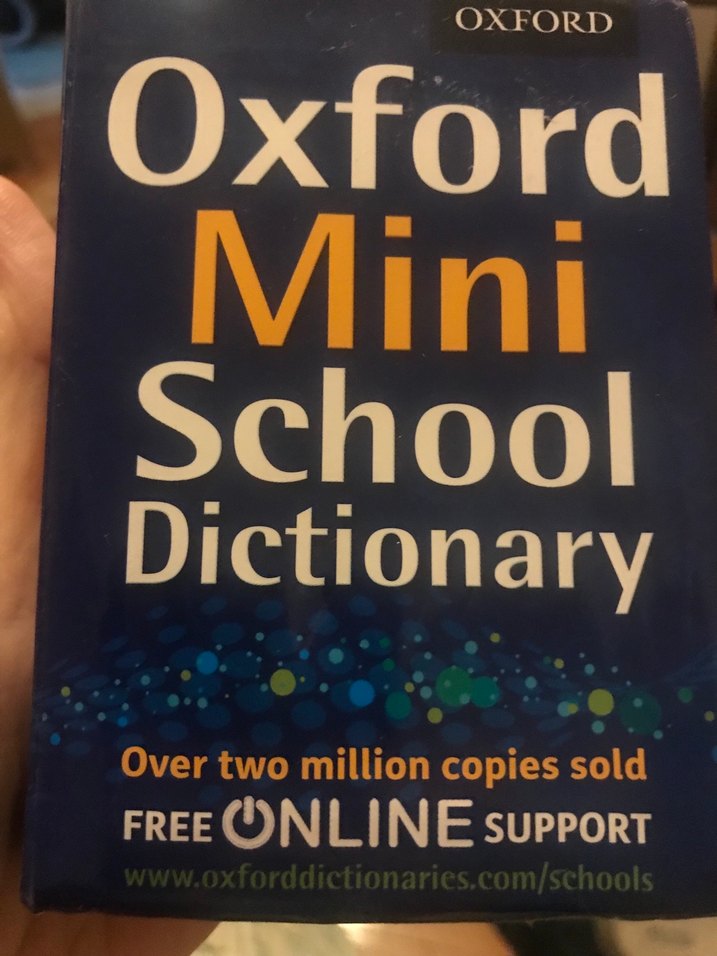 OXFORD
Oxford
Mini
School
Dictionary
Over two million copies sold
FREE ONLINE SUPPORT
www.oxforddictionaries.com/schools